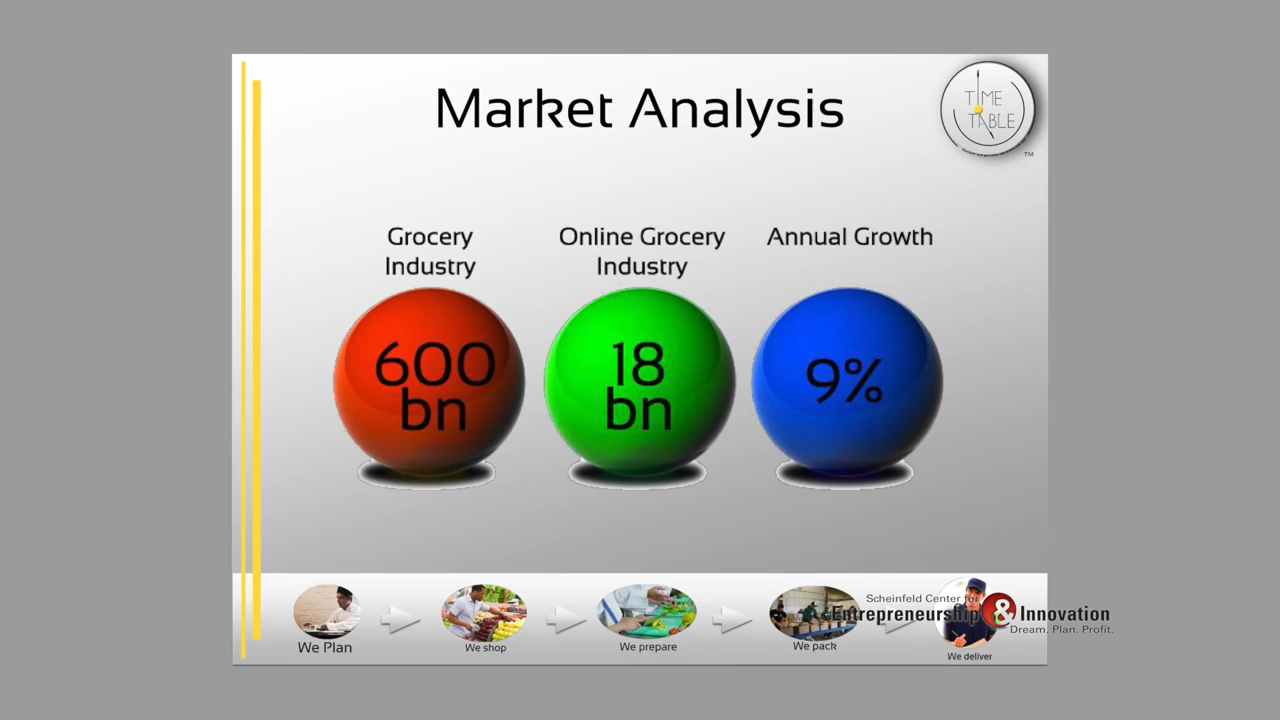 Market Analysis
TIME
TABLE
TM
Grocery
Industry
Online Grocery
Industry
Annual Growth
600
bn
18
bn
9%
We Plan
We shop
We prepare
We pack
We deliver
Scheinfeld Center for
Entrepreneurship & Innovation
Dream. Plan. Profit.